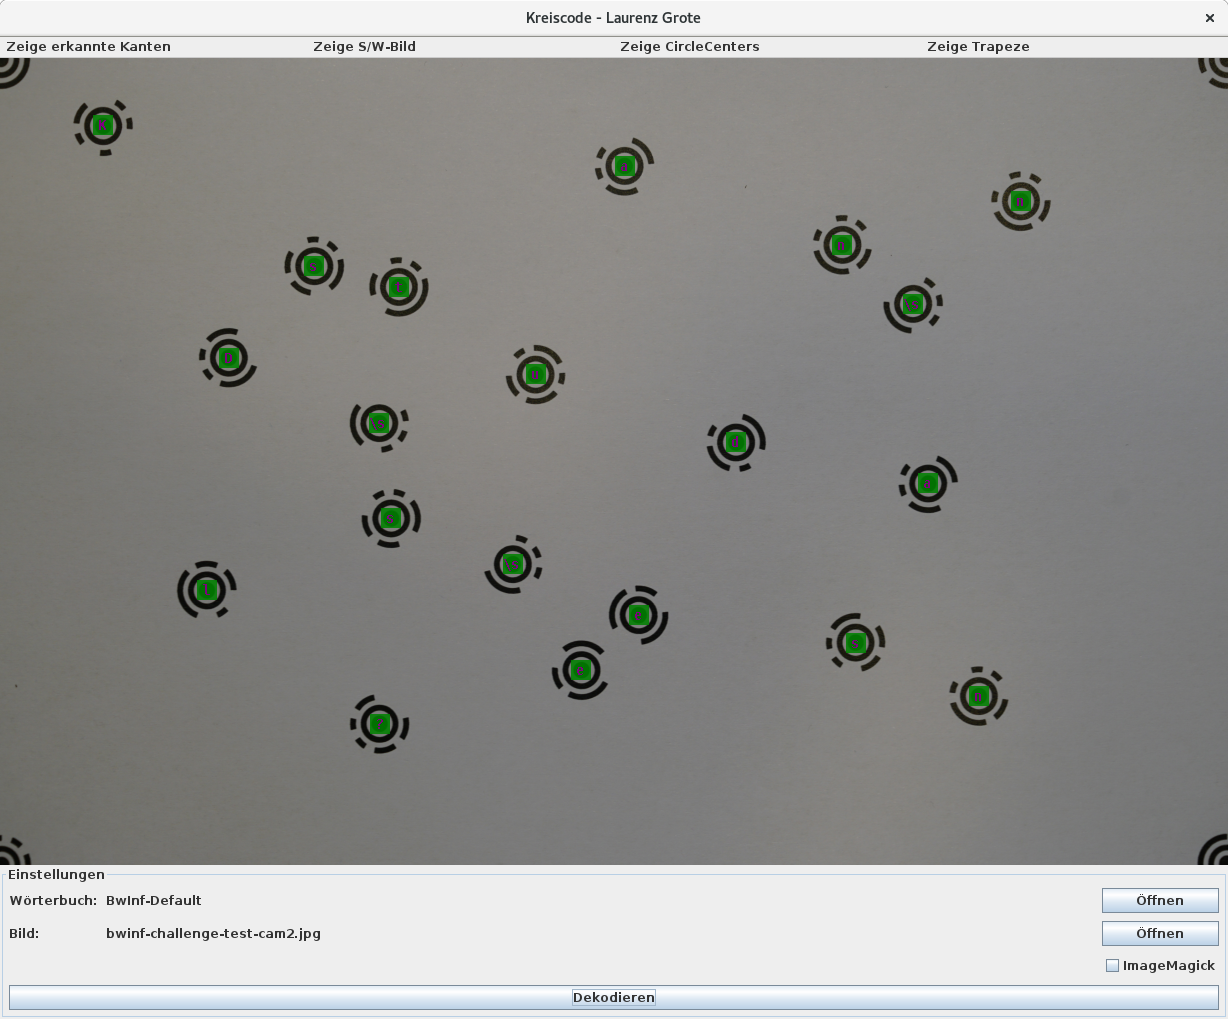 Kreiscode - Laurenz Grote
Zeige erkannte Kanten Zeige S/W-Bild Zeige CircleCenters Zeige Trapeze
n
n
s
t
\s
u
\s
d
\s
l
n
Einstellungen
Wörterbuch: BwInf-Default Öffnen
Bild: bwinf-challenge-test-cam2.jpg Öffnen
ImageMagick
Dekodieren